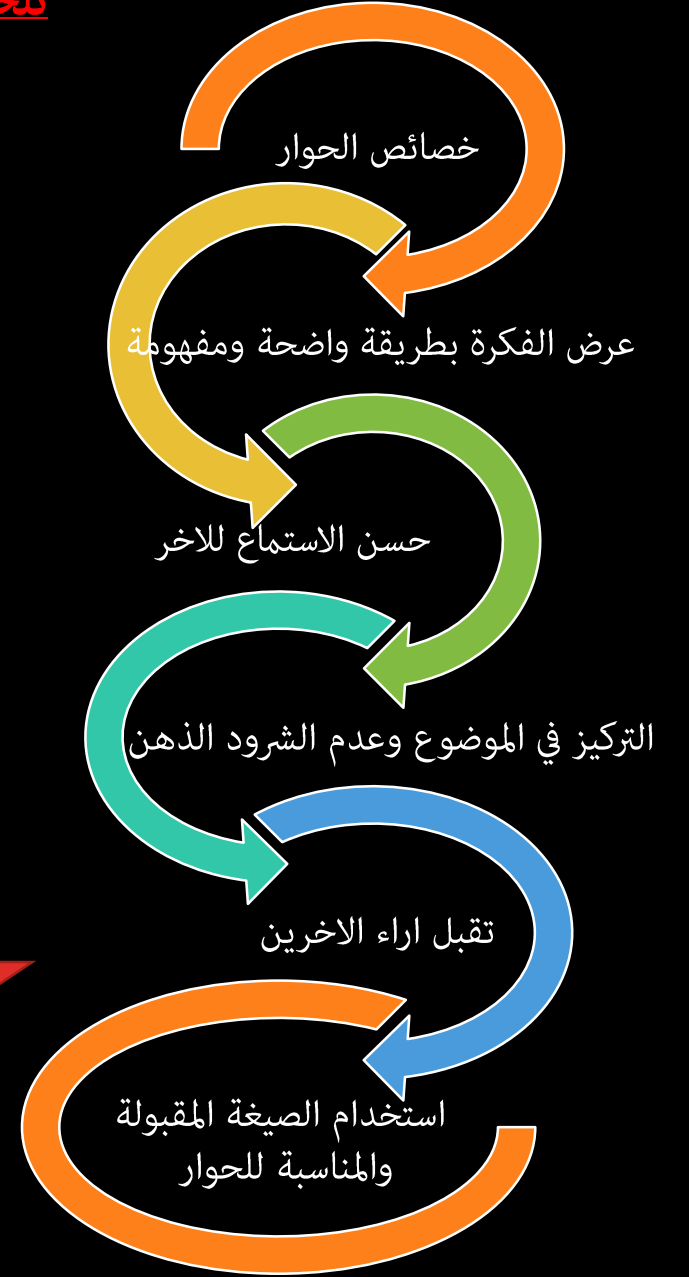 خصائص الحوار
عرض الفكرة بطريقة واضحة ومفهومة
حسن الاستماع للاخر
التركيز في الموضوع وعدم الشرود الذهن
تقبل اراء الاخرين
استخدام الصيغة المقبولة
والمناسبة للحوار